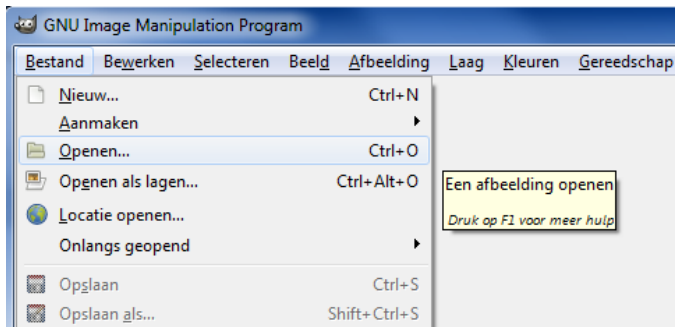 GNU Image Manipulation Program
Bestand Bewerken Selecteren Beeld Afbeelding Laag Kleuren Gereedschap
Nieuw... Ctrl+N
Aanmaken
Openen... Ctrl+O
Openen als lagen... Ctrl+Alt+O
Een afbeelding openen
Locatie openen...
Druk op F1 voor meer hulp
Onlangs geopend
Opslaan Ctrl+S
Opslaan als... Shift+Ctrl+S